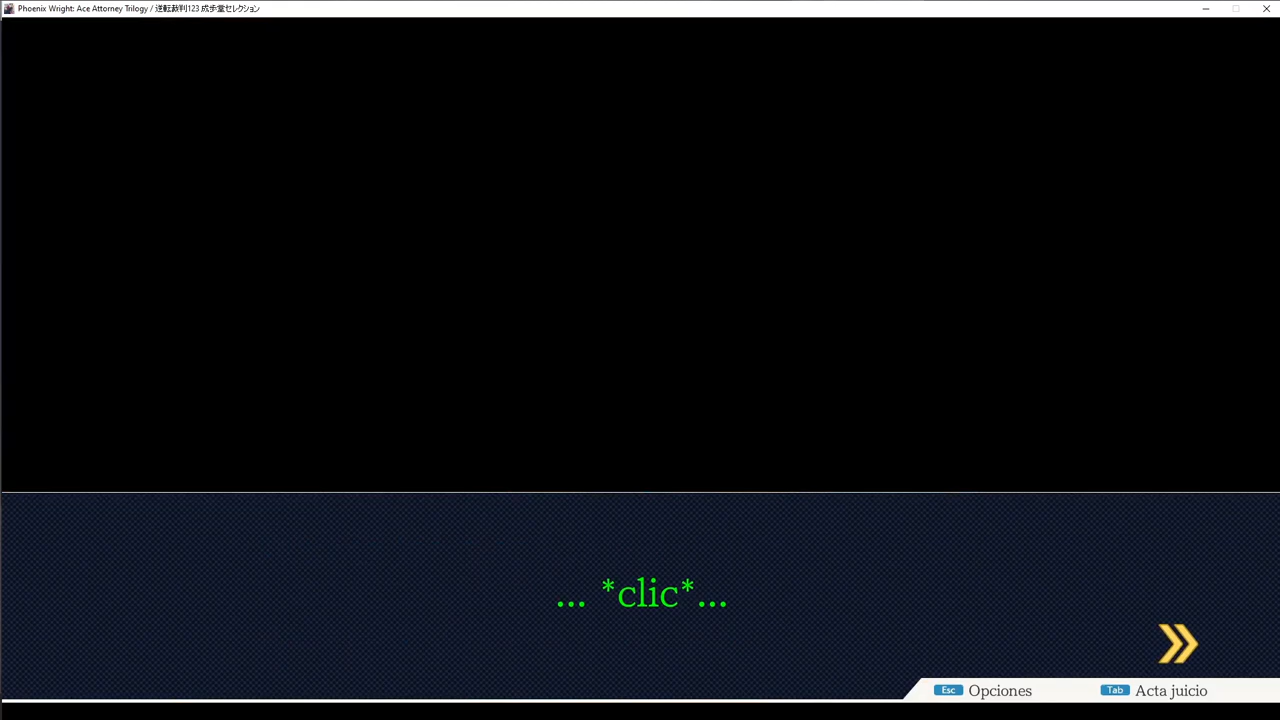 Phoenix Wright: Ace Attorney Trilogy / 逆転裁判123 成歩堂セレクション
... *clic*...
Esc Opciones Tab Acta juicio